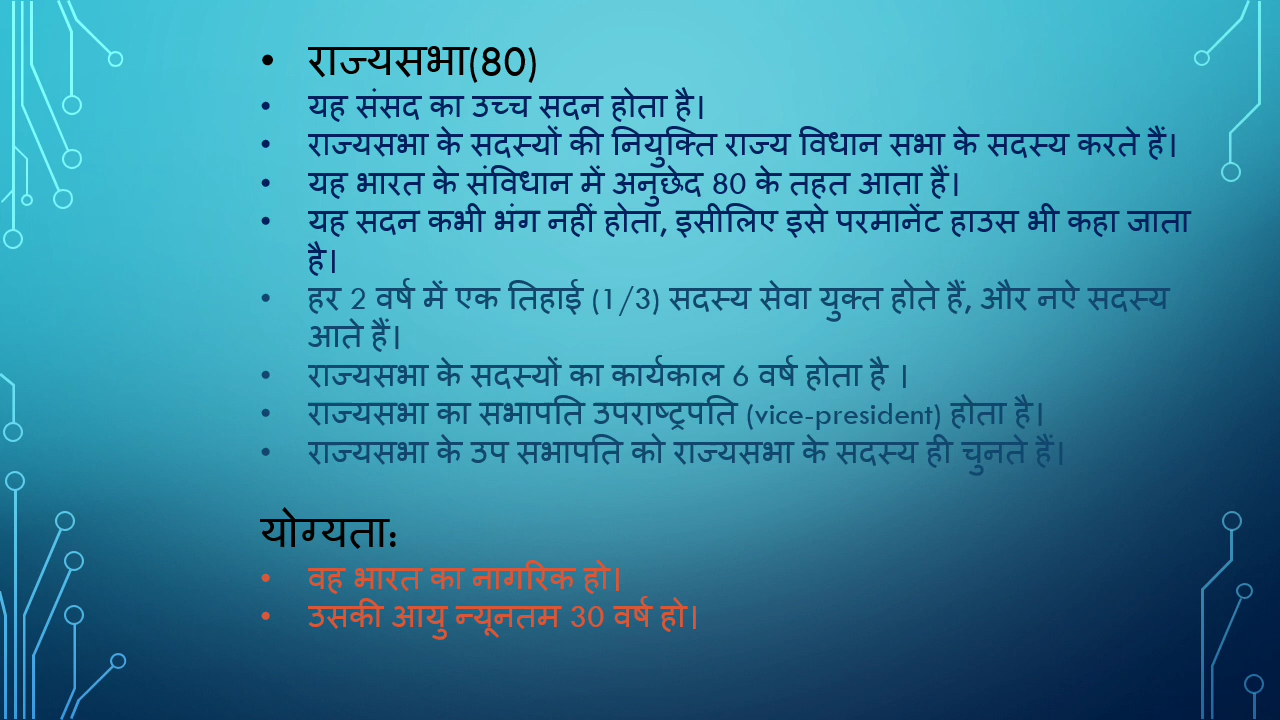 • राज्यसभा(80)
• यह संसद का उच्च सदन होता है।
• राज्यसभा के सदस्यों की नियुक्ति राज्य विधान सभा के सदस्य करते हैं।
• यह भारत के संविधान में अनुछेद 80 के तहत आता हैं।
• यह सदन कभी भंग नहीं होता, इसीलिए इसे परमानेंट हाउस भी कहा जाता
है।
• हर 2 वर्ष में एक तिहाई (1/3) सदस्य सेवा युक्त होते हैं, और नऐ सदस्य
आते हैं।
• राज्यसभा के सदस्यों का कार्यकाल 6 वर्ष होता है ।
• राज्यसभा का सभापति उपराष्ट्रपति (vice-president) होता है।
• राज्यसभा के उप सभापति को राज्यसभा के सदस्य ही चुनते हैं।
योग्यता:
• वह भारत का नागरिक हो।
• उसकी आयु न्यूनतम 30 वर्ष हो।